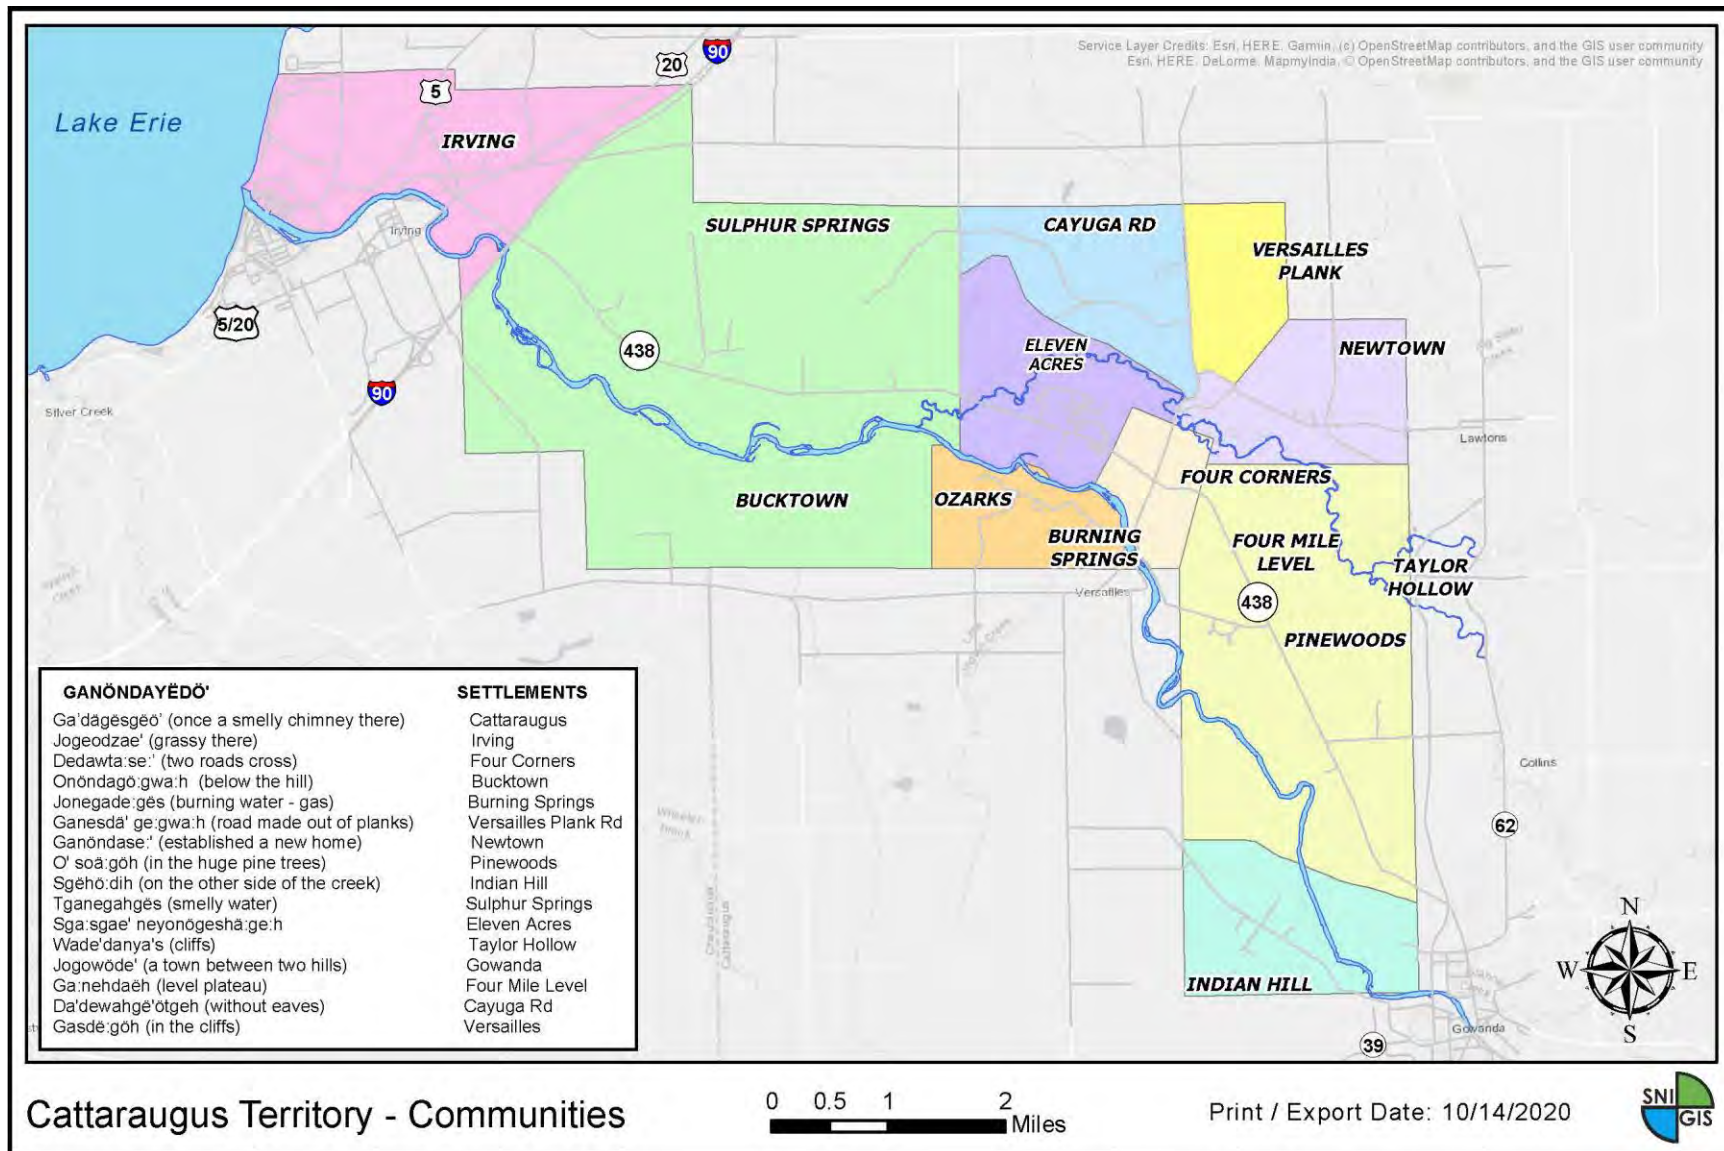 Service Layer Credits: Esri, HERE, Garmin, (c) OpenStreetMap contributors, and the GIS user community
Esri, HERE, DeLorme, MapmyIndia, © OpenStreetMap contributors, and the GIS user community
90
20
5
Lake Erie
IRVING
SULPHUR SPRINGS
CAYUGA RD
VERSAILLES
PLANK
Irving
5/20
438
ELEVEN
ACRES
NEWTOWN
90
Silver Creek
Lawtons
FOUR CORNERS
BUCKTOWN
OZARKS
BURNING
SPRINGS
FOUR MILE
LEVEL
TAYLOR
HOLLOW
Versailles
438
PINEWOODS
Collins
62
Chautauqua
Cattaraugus
INDIAN HILL
Gowanda
39
N
W
E
S
GANÖNDAYËDÖ' SETTLEMENTS
Ga'dägësgëö' (once a smelly chimney there) Cattaraugus
Jogeodzae' (grassy there) Irving
Dedawta:se:' (two roads cross) Four Corners
Onöndagö:gwa:h (below the hill) Bucktown
Jonegade:gës (burning water - gas) Burning Springs
Ganesdä' ge:gwa:h (road made out of planks) Versailles Plank Rd
Ganöndase:' (established a new home) Newtown
O' soä:göh (in the huge pine trees) Pinewoods
Sgëhö:dih (on the other side of the creek) Indian Hill
Tganegahgës (smelly water) Sulphur Springs
Sga:sgae' neyonögeshä:ge:h Eleven Acres
Wade'danya's (cliffs) Taylor Hollow
Jogowöde' (a town between two hills) Gowanda
Ga:nehdaëh (level plateau) Four Mile Level
Da'dewahgë'ötgeh (without eaves) Cayuga Rd
Gasdë:göh (in the cliffs) Versailles
Cattaraugus Territory - Communities
0 0.5 1 2
Miles
Print / Export Date: 10/14/2020
SNI
GIS